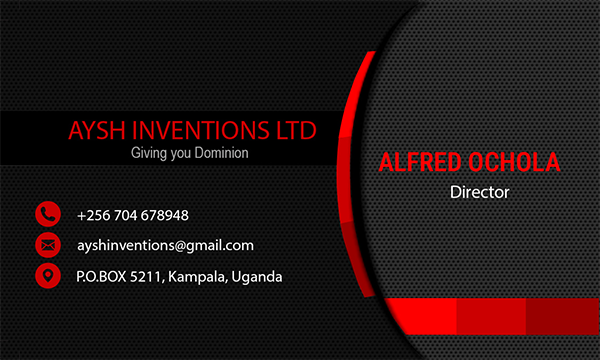 AYSH INVENTIONS LTD
Giving you Dominion
+256 704 678948
ayshinventions@gmail.com
P.O.BOX 5211, Kampala, Uganda
ALFRED OCHOLA
Director